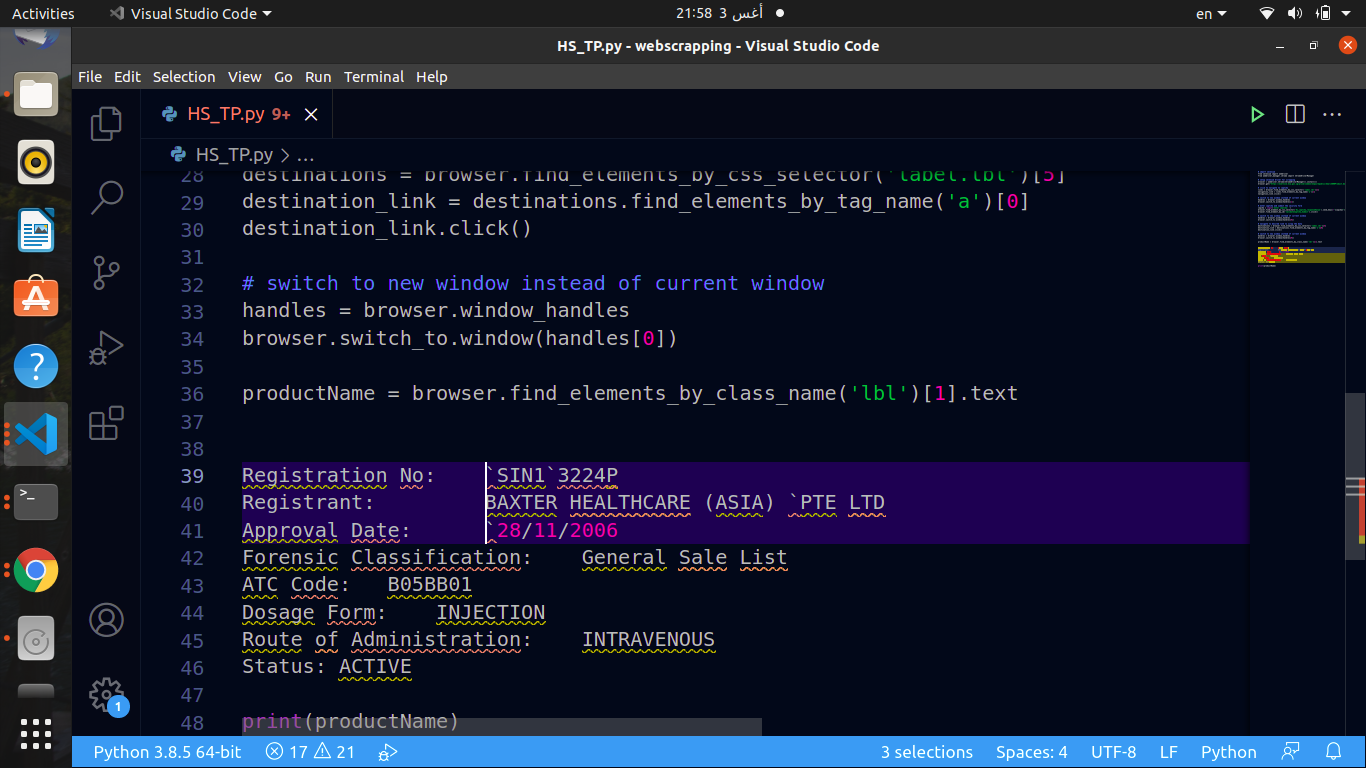 Activities Visual Studio Code 21:58 3 أغس en
HS_TP.py - webscrapping - Visual Studio Code
File Edit Selection View Go Run Terminal Help
HS_TP.py 9+
HS_TP.py > ...
28 destinations = browser.find_elements_by_css_selector('label.lbl')[5]
29 destination_link = destinations.find_elements_by_tag_name('a')[0]
30 destination_link.click()
31
32 # switch to new window instead of current window
33 handles = browser.window_handles
34 browser.switch_to.window(handles[0])
35
36 productName = browser.find_elements_by_class_name('lbl')[1].text
37
38
39 Registration No: `SIN1`3224P
40 Registrant: BAXTER HEALTHCARE (ASIA) `PTE LTD
41 Approval Date: `28/11/2006
42 Forensic Classification: General Sale List
43 ATC Code: B05BB01
44 Dosage Form: INJECTION
45 Route of Administration: INTRAVENOUS
46 Status: ACTIVE
47
48 print(productName)
1
Python 3.8.5 64-bit 17 21 3 selections Spaces: 4 UTF-8 LF Python